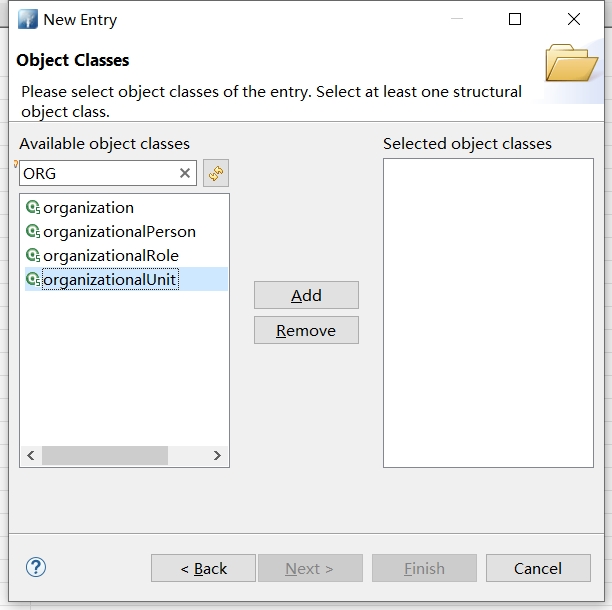 New Entry
Object Classes
Please select object classes of the entry. Select at least one structural
object class.
Available object classes
Selected object classes
ORG
organization
organizationalPerson
organizationalRole
organizationalUnit
Add
Remove
< Back
Next >
Finish
Cancel